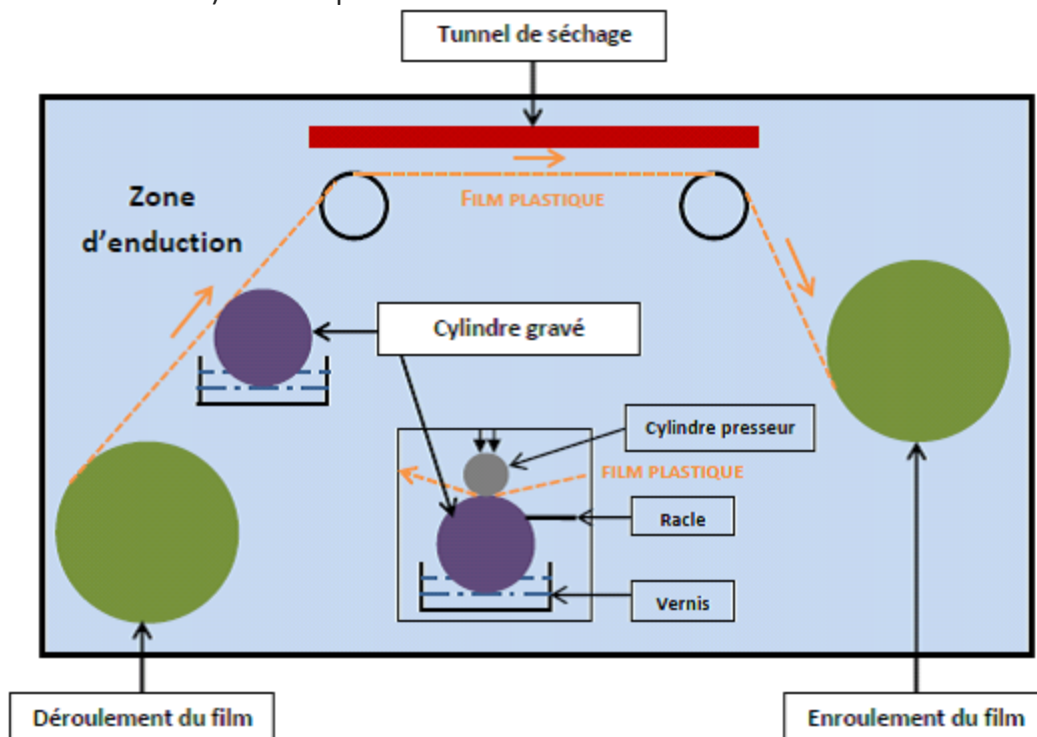 Tunnel de séchage
Zone
d'enduction
FILM PLASTIQUE
Cylindre gravé
Cylindre presseur
FILM PLASTIQUE
Racle
Vernis
Déroulement du film
Enroulement du film